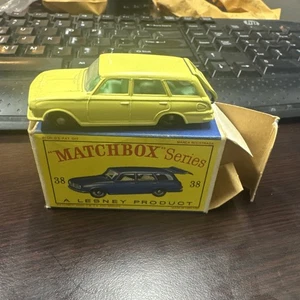 "MATCHBOX" Series
38 38
A LESNEY PRODUCT